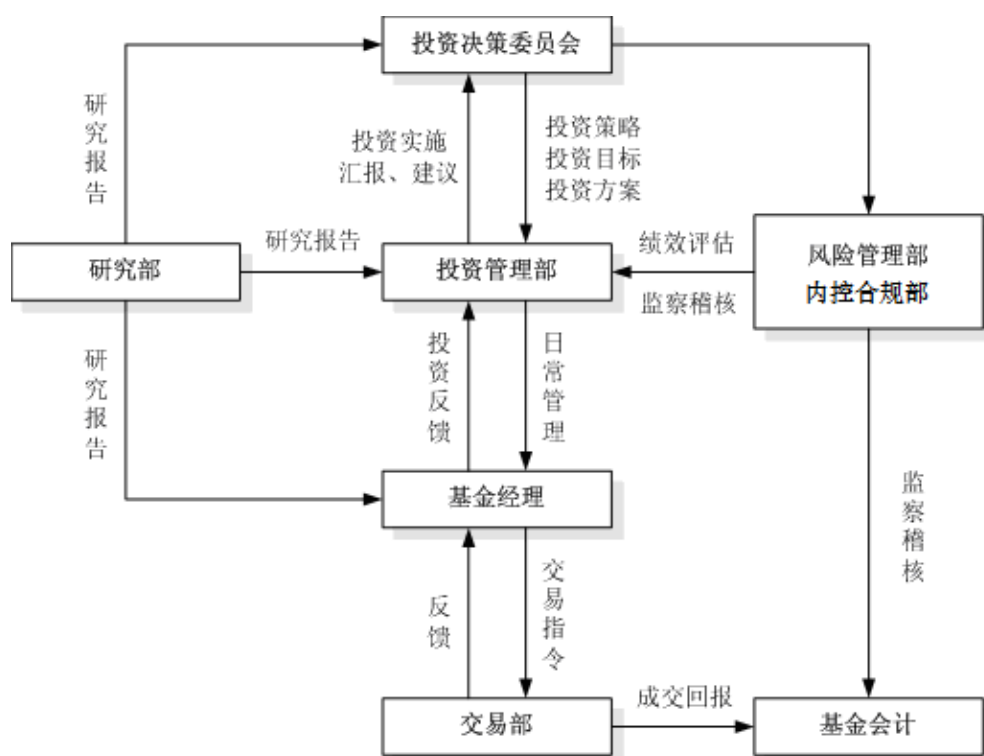 投资决策委员会
研究报告
投资实施
汇报、建议
投资策略
投资目标
投资方案
研究部
研究报告
投资管理部
绩效评估
监察稽核
风险管理部
内控合规部
研究报告
投资反馈
日常管理
基金经理
监察稽核
反馈
交易指令
交易部
成交回报
基金会计